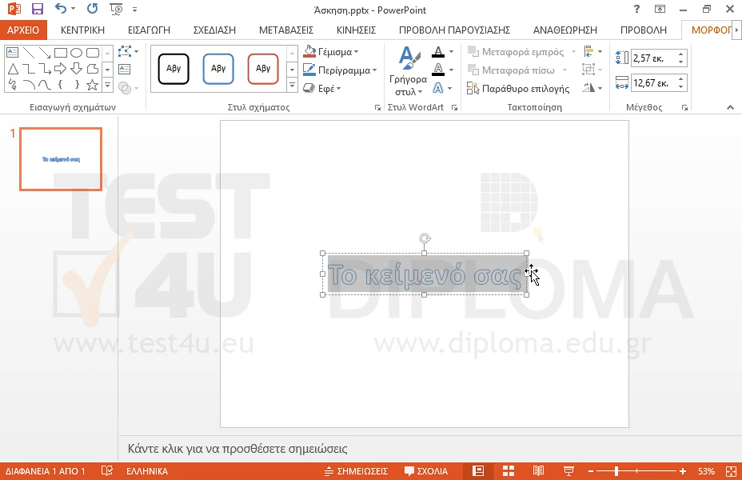 Άσκηση.pptx - PowerPoint
ΑΡΧΕΙΟ ΚΕΝΤΡΙΚΗ ΕΙΣΑΓΩΓΗ ΣΧΕΔΙΑΣΗ ΜΕΤΑΒΑΣΕΙΣ ΚΙΝΗΣΕΙΣ ΠΡΟΒΟΛΗ ΠΑΡΟΥΣΙΑΣΗΣ ΑΝΑΘΕΩΡΗΣΗ ΠΡΟΒΟΛΗ ΜΟΡΦΟΠ
Αβγ Αβγ Αβγ
Γέμισμα
Περίγραμμα
Εφέ
Γρήγορα
στυλ
Μεταφορά εμπρός
Μεταφορά πίσω
Παράθυρο επιλογής
2,57 εκ.
12,67 εκ.
Εισαγωγή σχημάτων Στυλ σχήματος Στυλ WordArt Τακτοποίηση Μέγεθος
1
Το κείμενό σας
TEST
4U
www.test4u.eu
DIPLOMA
www.diploma.edu.gr
Το κείμενό σας
Κάντε κλικ για να προσθέσετε σημειώσεις
ΔΙΑΦΑΝΕΙΑ 1 ΑΠΟ 1 ΕΛΛΗΝΙΚΑ ΣΗΜΕΙΩΣΕΙΣ ΣΧΟΛΙΑ 53%